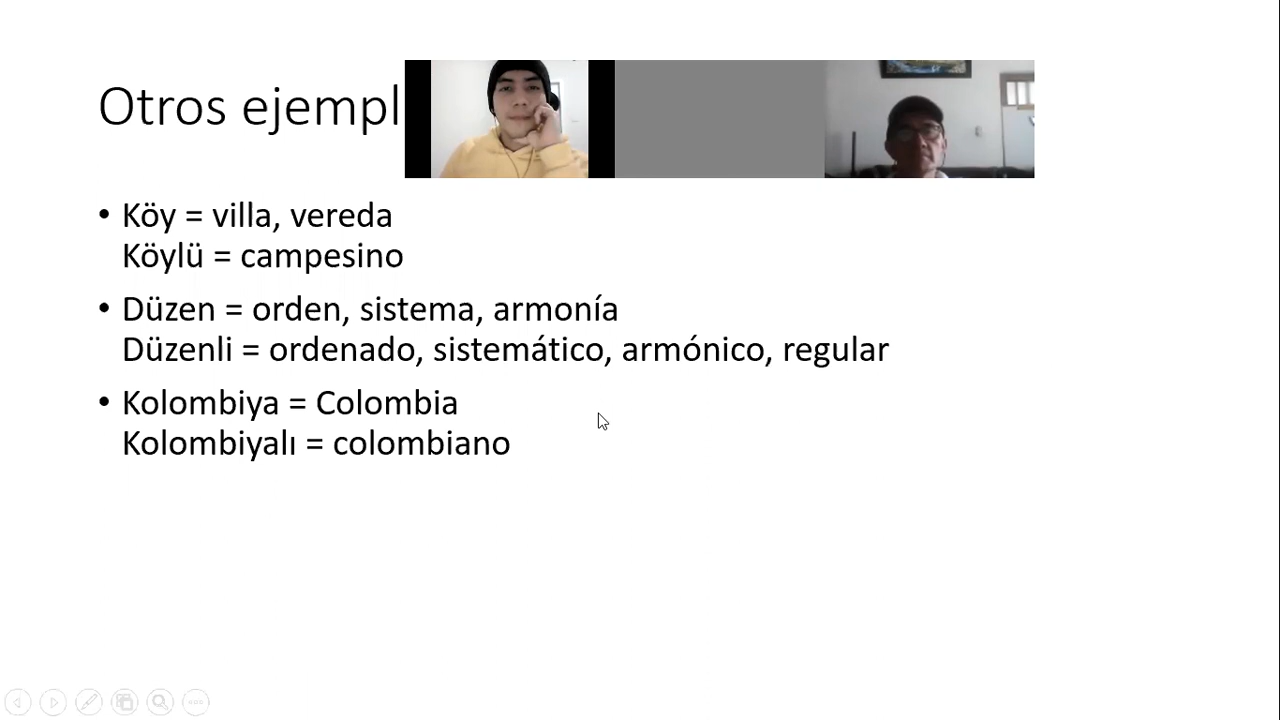 Otros ejempl
• Köy = villa, vereda
Köylü = campesino
• Düzen = orden, sistema, armonía
Düzenli = ordenado, sistemático, armónico, regular
• Kolombiya = Colombia
Kolombiyalı = colombiano